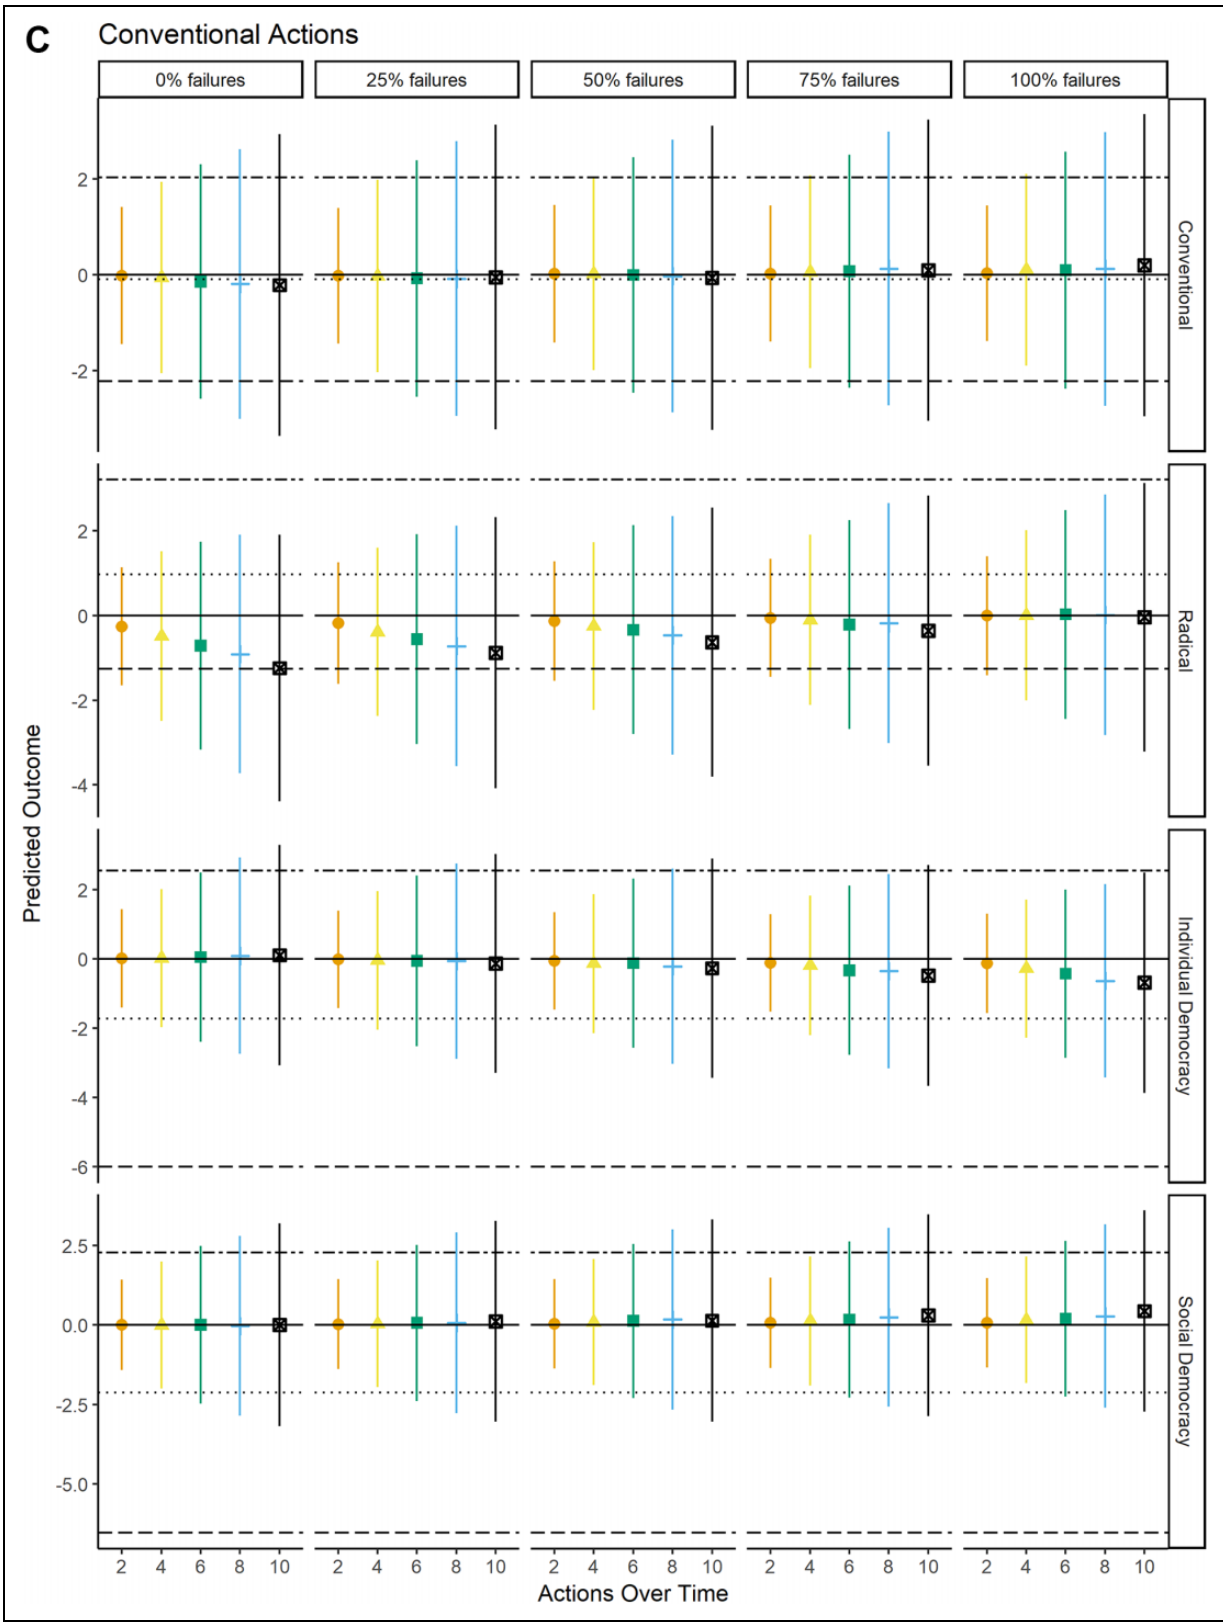 C Conventional Actions
0% failures 25% failures 50% failures 75% failures 100% failures
2
0
-2
Conventional
2
0
-2
-4
Radical
2
0
-2
-4
-6
Individual Democracy
2.5
0.0
-2.5
-5.0
Social Democracy
Predicted Outcome
2 4 6 8 10 2 4 6 8 10 2 4 6 8 10 2 4 6 8 10 2 4 6 8 10
Actions Over Time